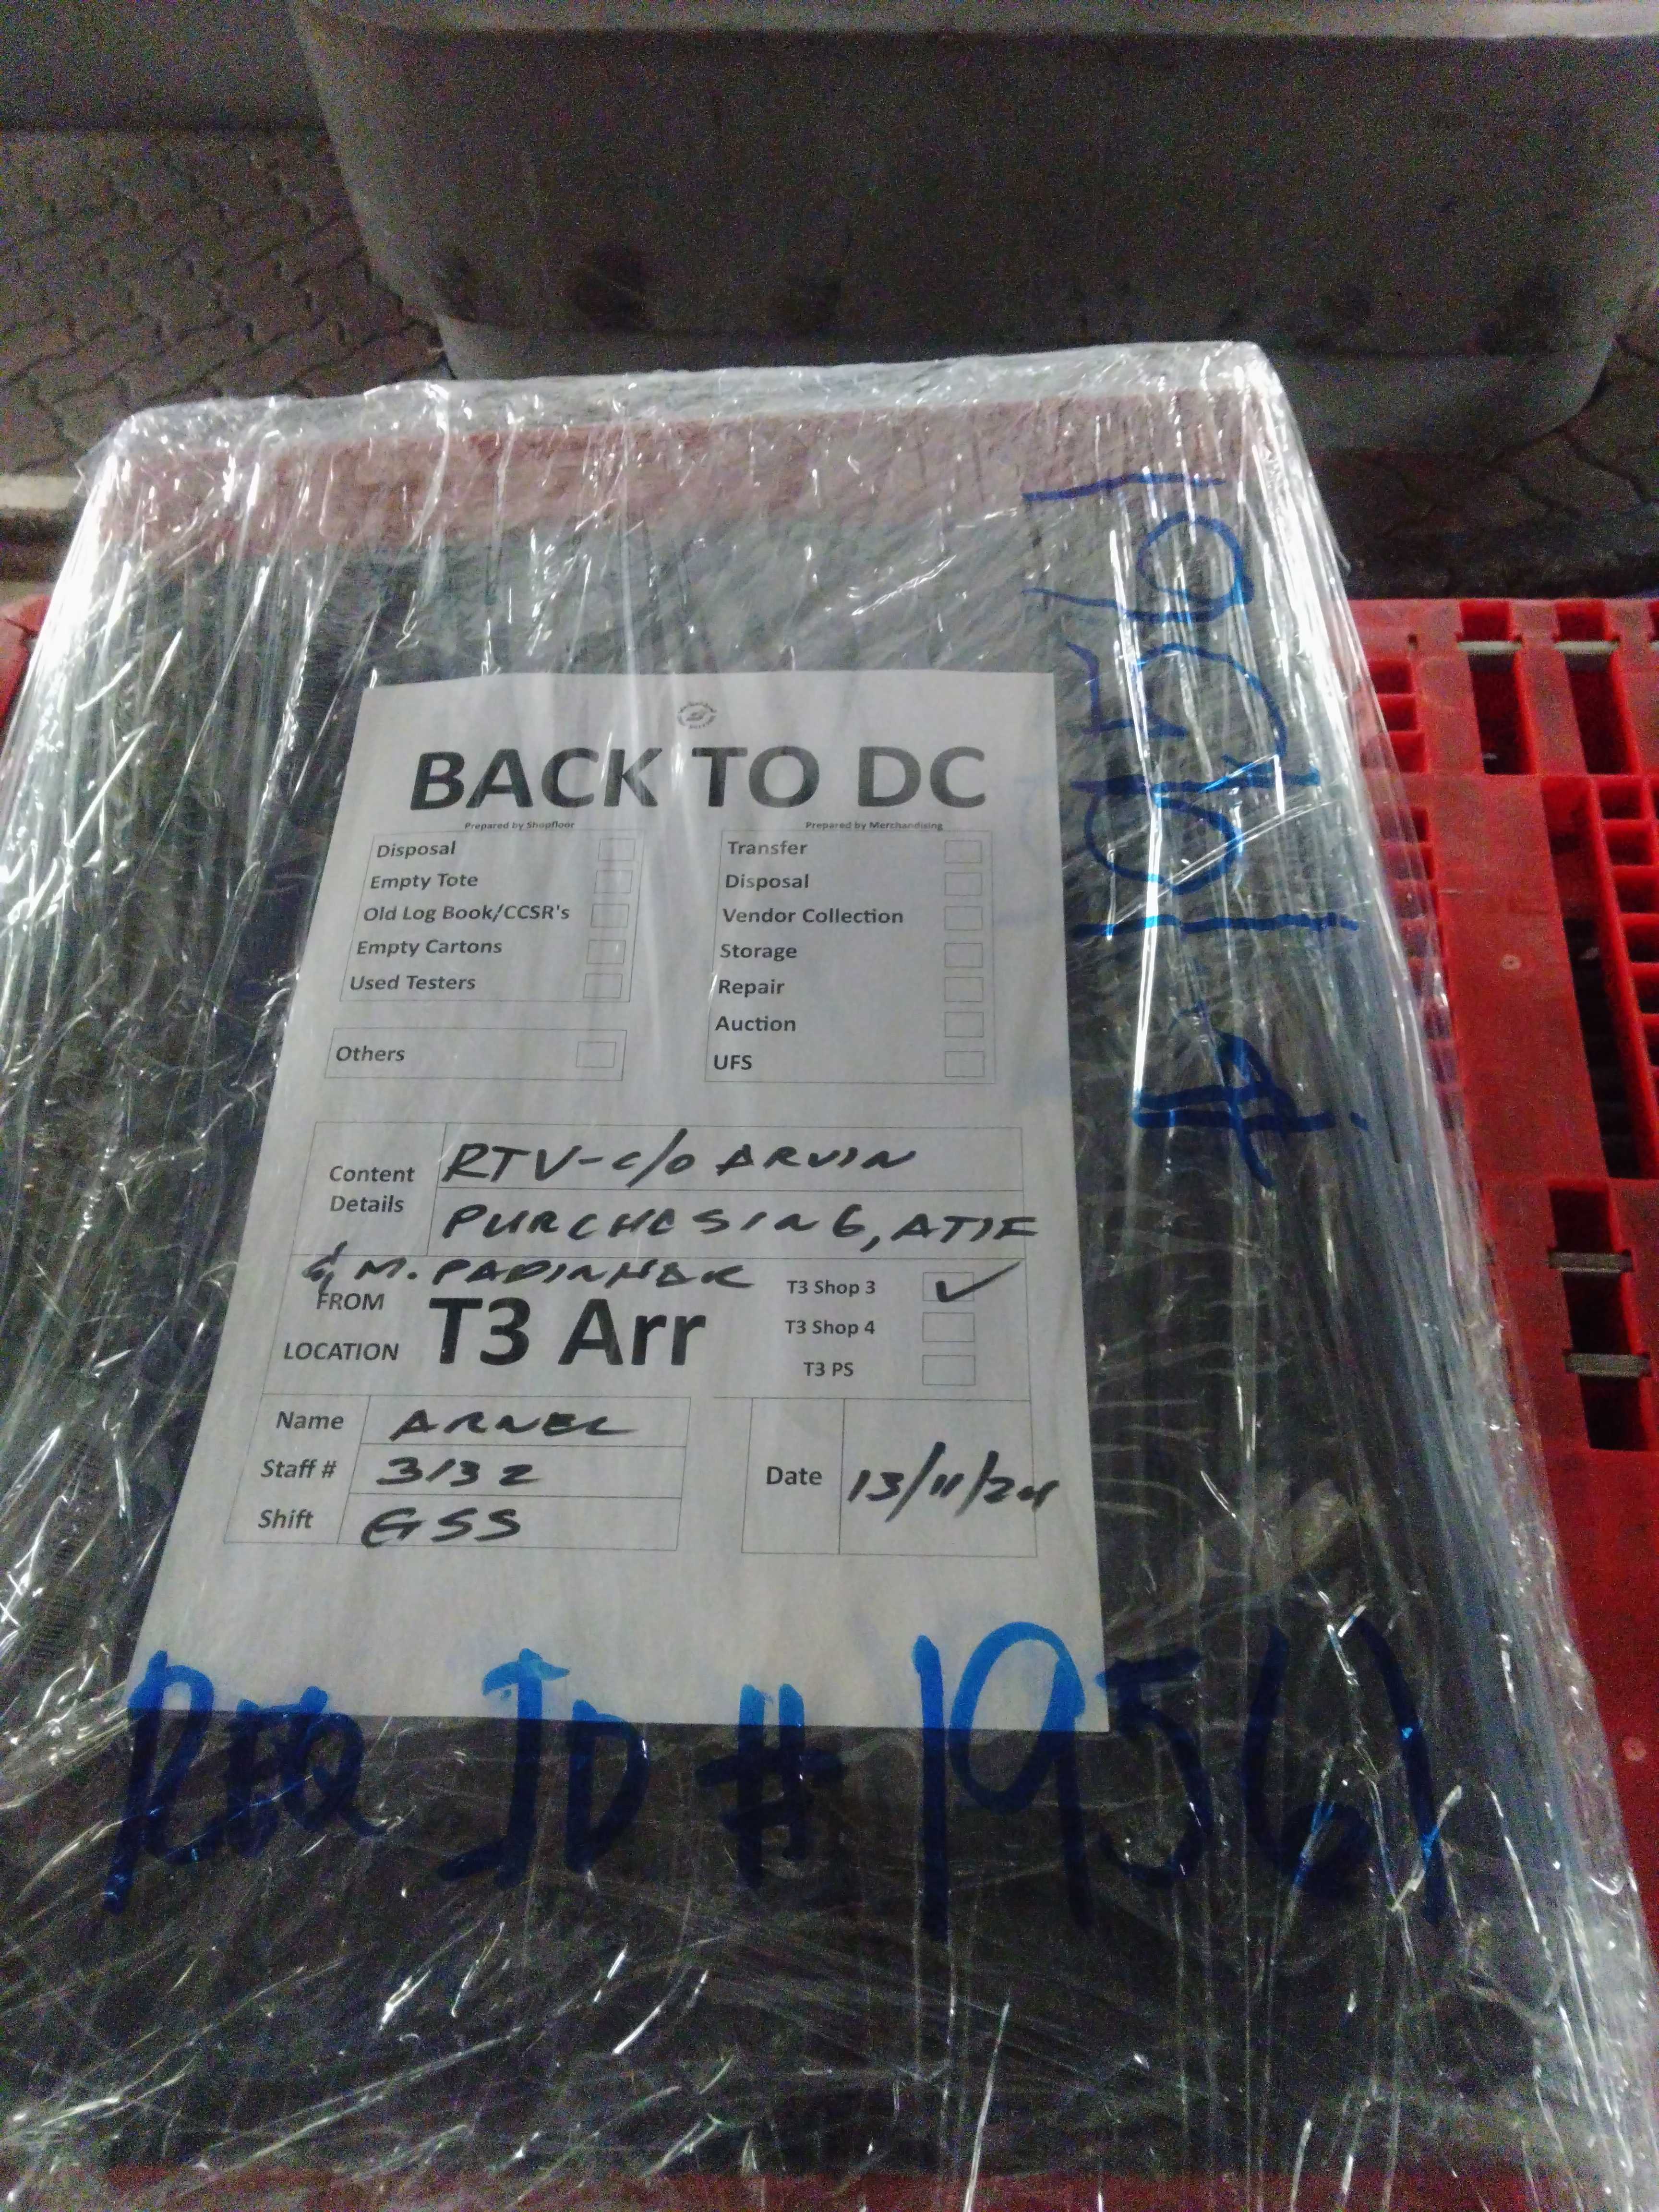 BACK TO DC
Prepared by Shopfloor
Disposal
Empty Tote
Old Log Book/CCSR's
Empty Cartons
Used Testers
Others
Prepared by Merchandising
Transfer
Disposal
Vendor Collection
Storage
Repair
Auction
UFS
Content Details
RTV-c/o ARVIN
PURCHESING, ATIF
& M. PADINHAK
FROM
LOCATION
T3 Arr
T3 Shop 3 ✓
T3 Shop 4
T3 PS
Name ARNEL
Staff # 3132
Shift GSS
Date 13/11/24
REQ ID # 19561